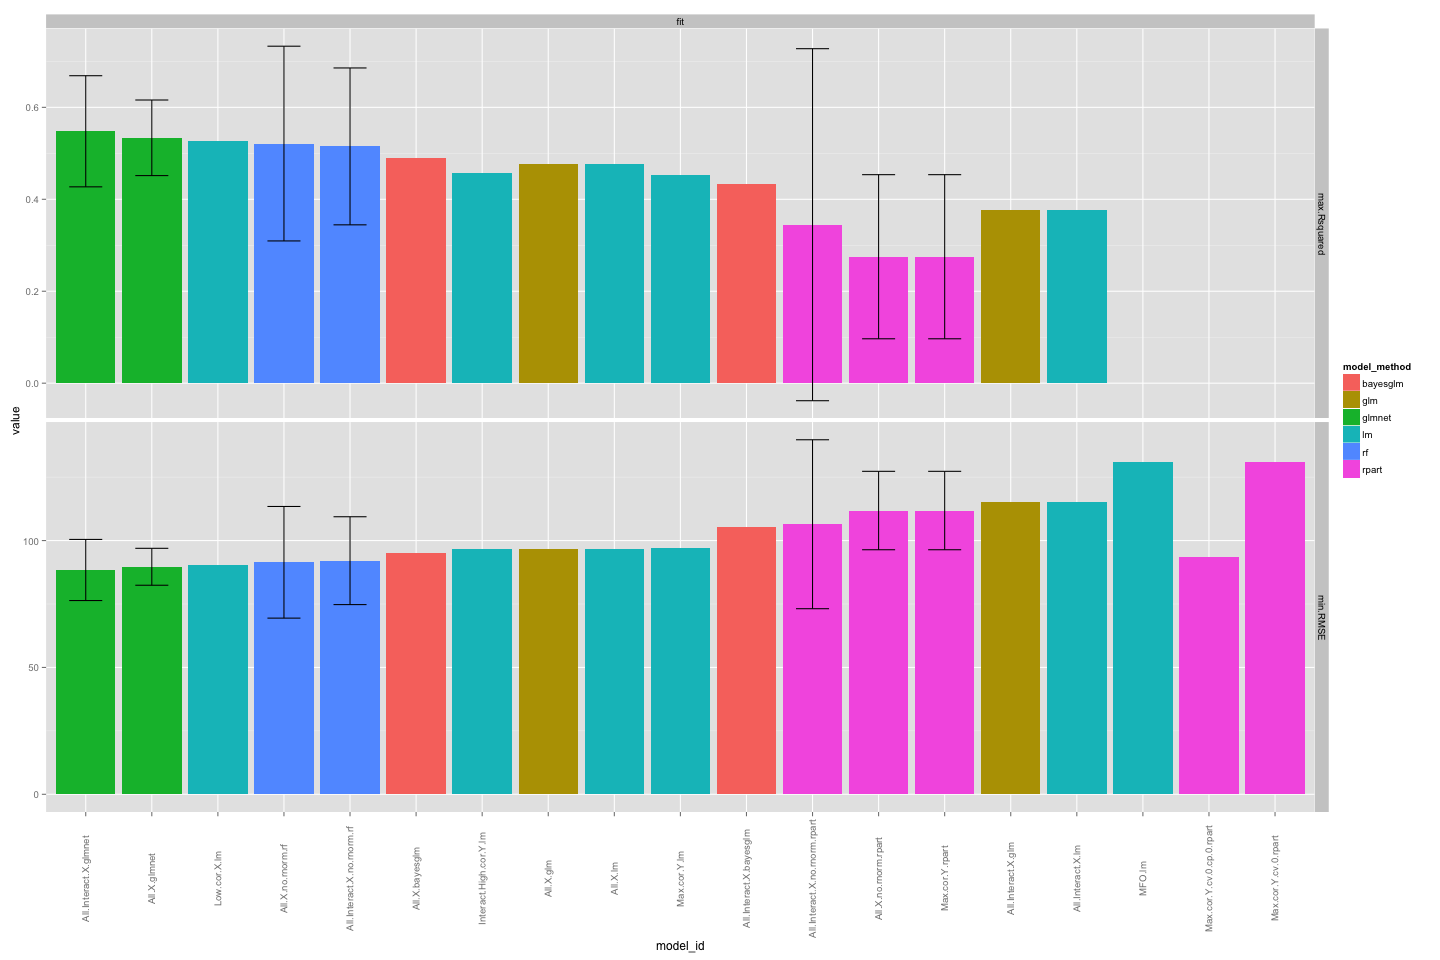 fit
0.6
0.4
0.2
0.0
max.Rsquared
value
100
50
0
min.RMSE
All.Interact.X.glmnet
All.X.glmnet
Low.cor.X.lm
All.X.no.rnorm.rf
All.Interact.X.no.rnorm.rf
All.X.bayesglm
Interact.High.cor.Y.lm
All.X.glm
All.X.lm
Max.cor.Y.lm
All.Interact.X.bayesglm
All.Interact.X.no.rnorm.rpart
All.X.no.rnorm.rpart
Max.cor.Y.rpart
All.Interact.X.glm
All.Interact.X.lm
MFO.lm
Max.cor.Y.cv.0.cp.0.rpart
Max.cor.Y.cv.0.rpart
model_id
model_method
bayesglm
glm
glmnet
lm
rf
rpart